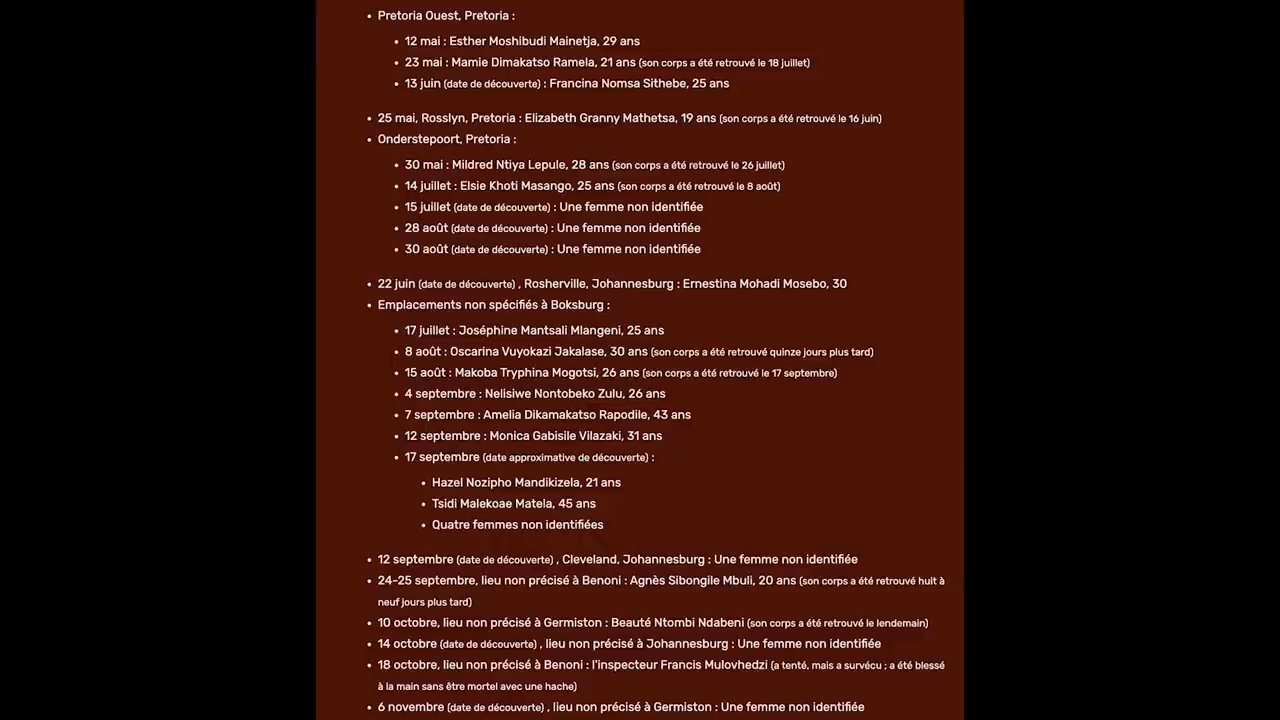 • Pretoria Ouest, Pretoria :
• 12 mai : Esther Moshibudi Mainetja, 29 ans
• 23 mai : Mamie Dimakatso Ramela, 21 ans (son corps a été retrouvé le 18 juillet)
• 13 juin (date de découverte) : Francina Nomsa Sithebe, 25 ans
• 25 mai, Rosslyn, Pretoria : Elizabeth Granny Mathetsa, 19 ans (son corps a été retrouvé le 16 juin)
• Onderstepoort, Pretoria :
• 30 mai : Mildred Ntiya Lepule, 28 ans (son corps a été retrouvé le 26 juillet)
• 14 juillet : Elsie Khoti Masango, 25 ans (son corps a été retrouvé le 8 août)
• 15 juillet (date de découverte) : Une femme non identifiée
• 28 août (date de découverte) : Une femme non identifiée
• 30 août (date de découverte) : Une femme non identifiée
• 22 juin (date de découverte) , Rosherville, Johannesburg : Ernestina Mohadi Mosebo, 30
• Emplacements non spécifiés à Boksburg :
• 17 juillet : Joséphine Mantsali Mlangeni, 25 ans
• 8 août : Oscarina Vuyokazi Jakalase, 30 ans (son corps a été retrouvé quinze jours plus tard)
• 15 août : Makoba Tryphina Mogotsi, 26 ans (son corps a été retrouvé le 17 septembre)
• 4 septembre : Nelisiwe Nontobeko Zulu, 26 ans
• 7 septembre : Amelia Dikamakatso Rapodile, 43 ans
• 12 septembre : Monica Gabisile Vilazaki, 31 ans
• 17 septembre (date approximative de découverte) :
• Hazel Nozipho Mandikizela, 21 ans
• Tsidi Malekoae Matela, 45 ans
• Quatre femmes non identifiées
• 12 septembre (date de découverte) , Cleveland, Johannesburg : Une femme non identifiée
• 24-25 septembre, lieu non précisé à Benoni : Agnès Sibongile Mbuli, 20 ans (son corps a été retrouvé huit à
neuf jours plus tard)
• 10 octobre, lieu non précisé à Germiston : Beauté Ntombi Ndabeni (son corps a été retrouvé le lendemain)
• 14 octobre (date de découverte) , lieu non précisé à Johannesburg : Une femme non identifiée
• 18 octobre, lieu non précisé à Benoni : l'inspecteur Francis Mulovhedzi (a tenté, mais a survécu ; a été blessé
à la main sans être mortel avec une hache)
• 6 novembre (date de découverte) , lieu non précisé à Germiston : Une femme non identifiée